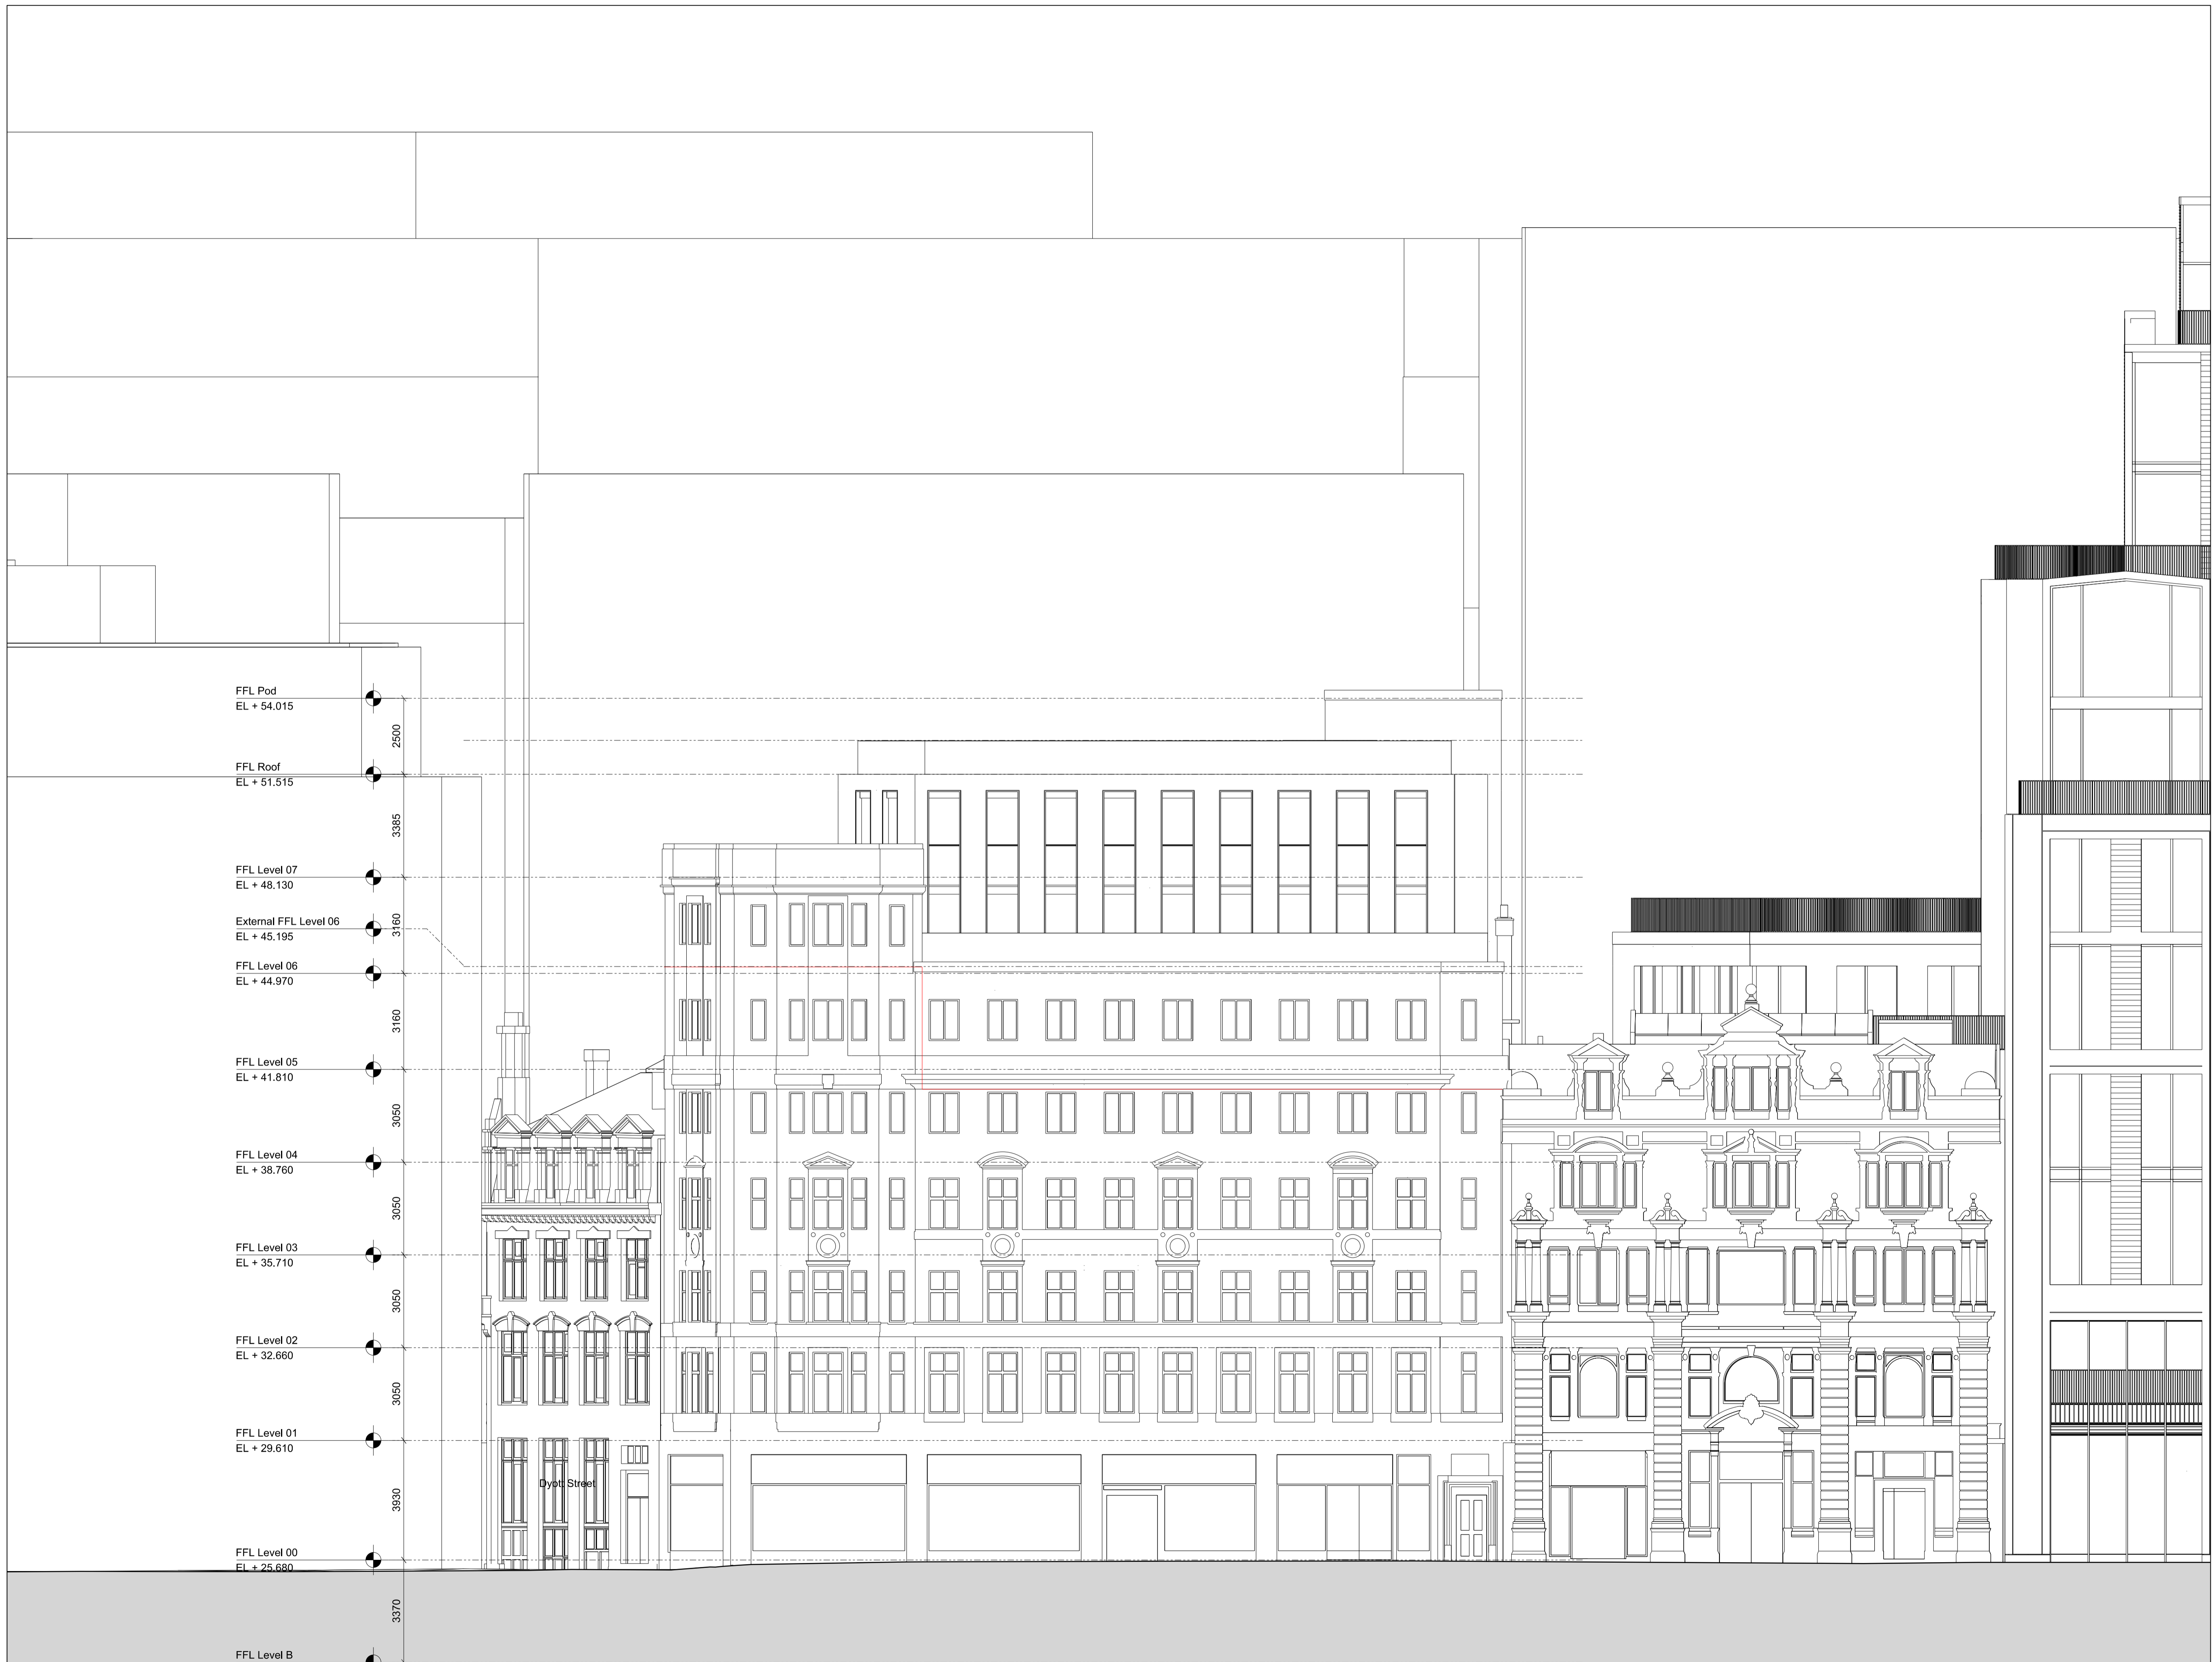 FFL Pod
EL + 54.015
2500
FFL Roof
EL + 51.515
3385
FFL Level 07
EL + 48.130
3160
External FFL Level 06
EL + 45.195
FFL Level 06
EL + 44.970
3160
FFL Level 05
EL + 41.810
3050
FFL Level 04
EL + 38.760
3050
FFL Level 03
EL + 35.710
3050
FFL Level 02
EL + 32.660
3050
FFL Level 01
EL + 29.610
Dyott Street
3930
FFL Level 00
EL + 25.680
3370
FFL Level B